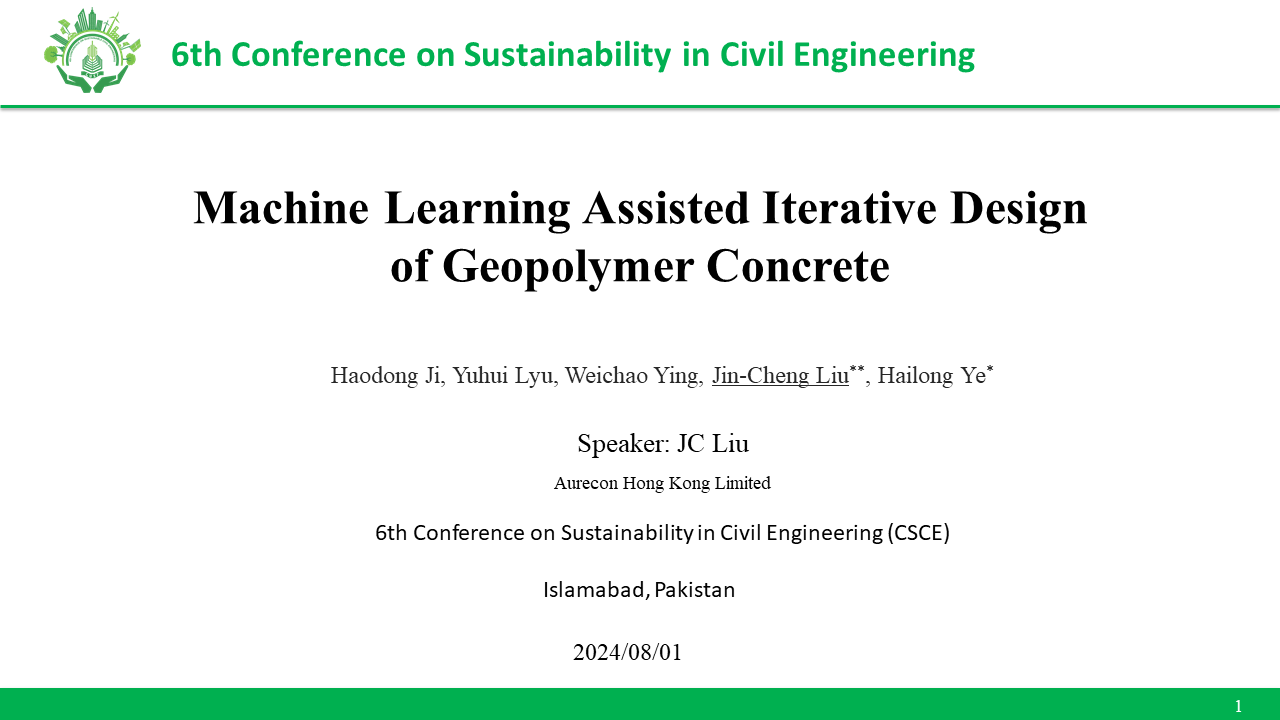 6th Conference on Sustainability in Civil Engineering
Machine Learning Assisted Iterative Design
of Geopolymer Concrete
Haodong Ji, Yuhui Lyu, Weichao Ying, Jin-Cheng Liu**, Hailong Ye*
Speaker: JC Liu
Aurecon Hong Kong Limited
6th Conference on Sustainability in Civil Engineering (CSCE)
Islamabad, Pakistan
2024/08/01
1